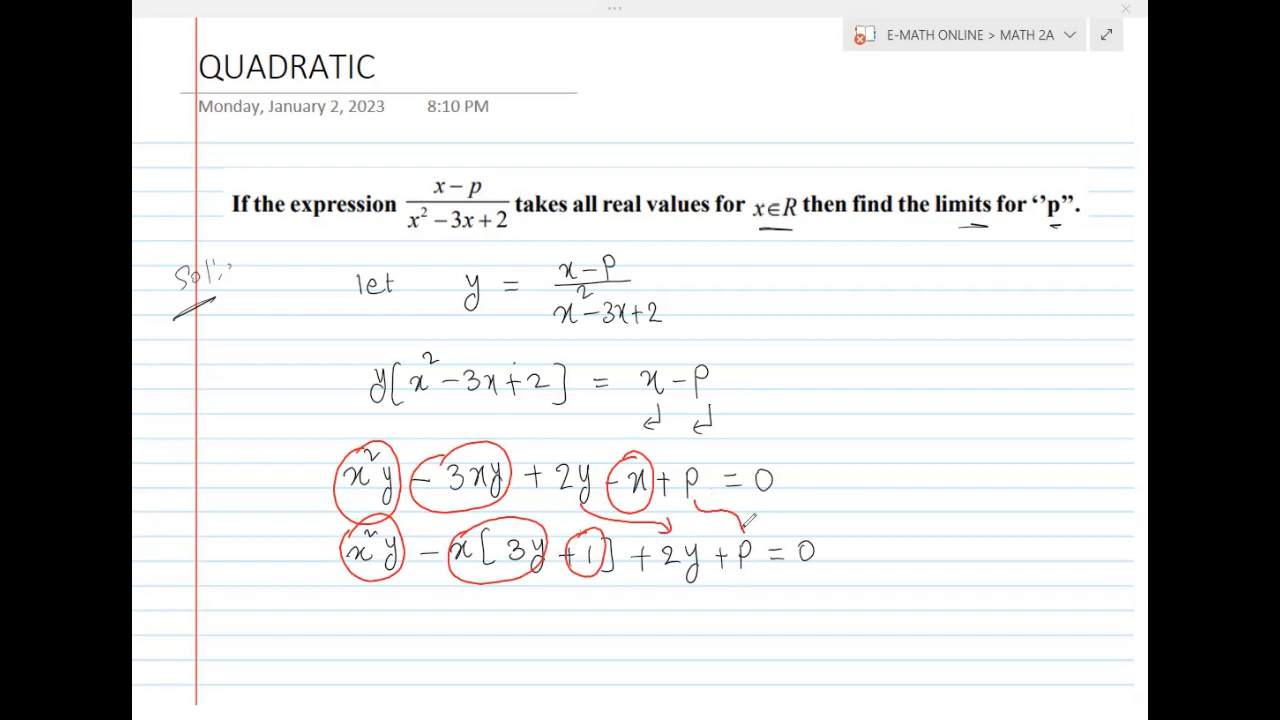 E-MATH ONLINE > MATH 2A
QUADRATIC
Monday, January 2, 2023 8:10 PM
If the expression (x − p)/(x² − 3x + 2) takes all real values for x∈R then find the limits for ‘’p”.
Sol:
let y = (x − p)/(x² − 3x + 2)
y[x² − 3x + 2] = x − p
x²y − 3xy + 2y − x + p = 0
x²y − x[3y + 1] + 2y + p = 0